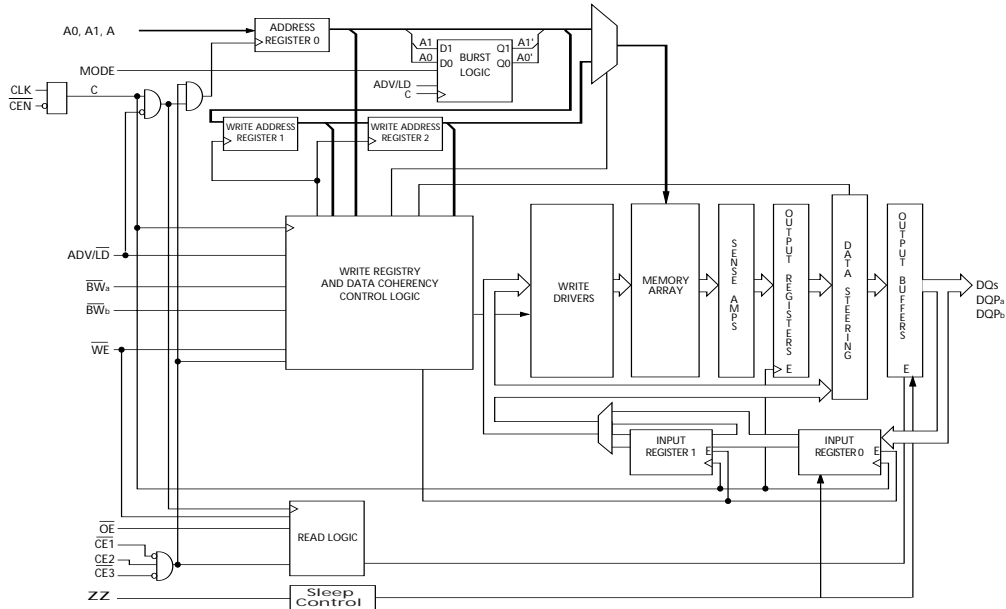 A0, A1, A
ADDRESS
REGISTER 0
A1
A0
D1
D0
BURST
LOGIC
Q1
Q0
A1'
A0'
MODE
ADV/LD
C
CLK
CEN
C
WRITE ADDRESS
REGISTER 1
WRITE ADDRESS
REGISTER 2
ADV/LD
BWa
BWb
WE
WRITE REGISTRY
AND DATA COHERENCY
CONTROL LOGIC
WRITE
DRIVERS
MEMORY
ARRAY
SENSE AMPS
OUTPUT REGISTERS
E
DATA STEERING
OUTPUT BUFFERS
E
DQs
DQPa
DQPb
INPUT
REGISTER 1
E
INPUT
REGISTER 0
E
OE
CE1
CE2
CE3
READ LOGIC
ZZ
Sleep
Control